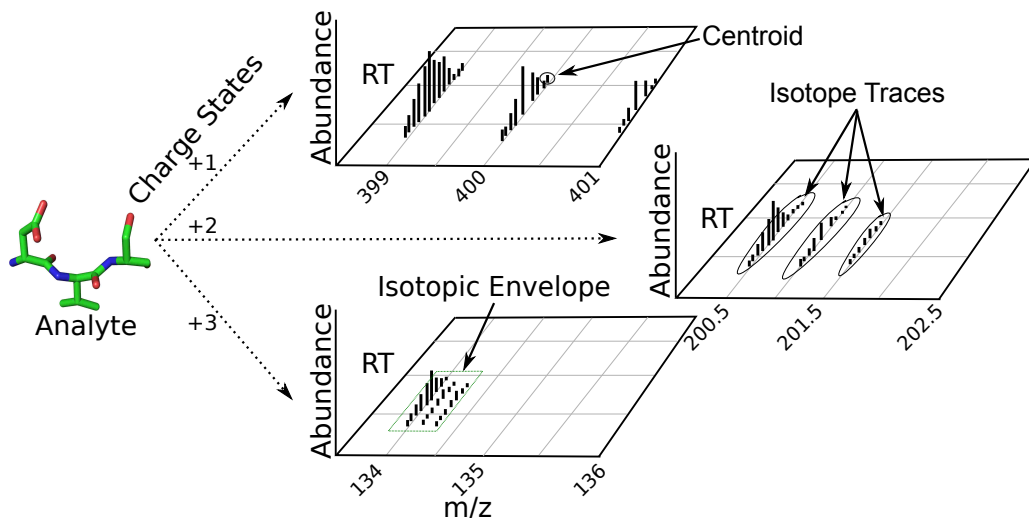 Charge States
+1
+2
+3
Analyte
Abundance
RT
Centroid
399
400
401
Isotope Traces
Abundance
RT
200.5
201.5
202.5
Isotopic Envelope
Abundance
RT
134
135
136
m/z